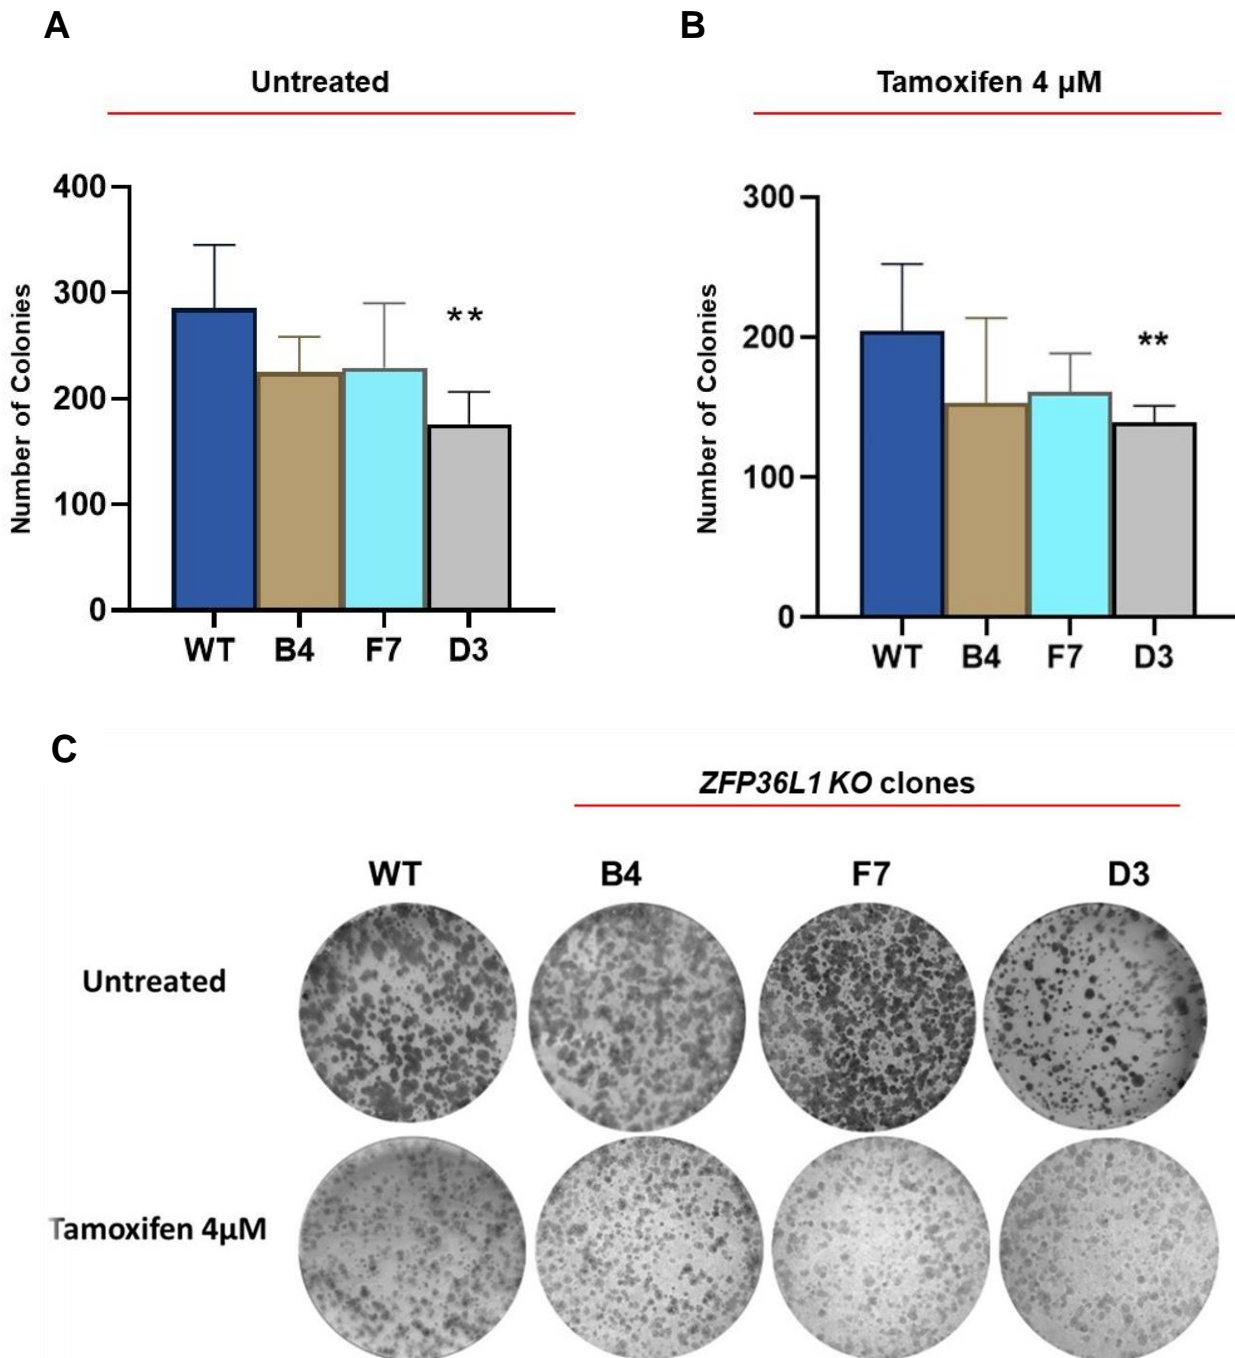 A
Untreated
400
300
200
100
0
Number of Colonies
**
WT B4 F7 D3
B
Tamoxifen 4 µM
300
200
100
0
Number of Colonies
**
WT B4 F7 D3
C
ZFP36L1 KO clones
WT B4 F7 D3
Untreated
Tamoxifen 4µM